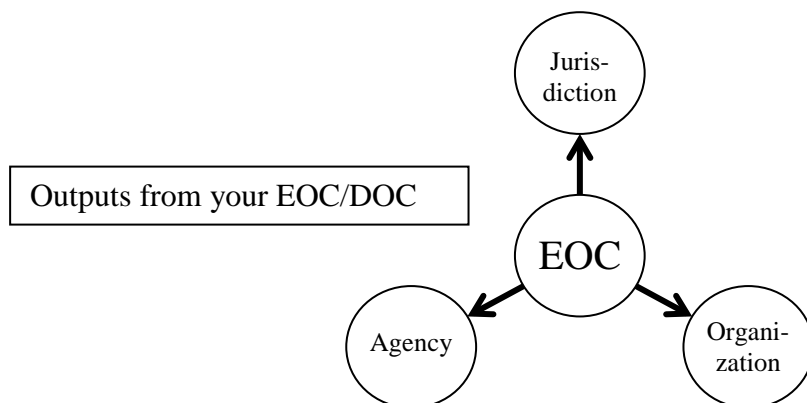 Juris-
diction
Outputs from your EOC/DOC
EOC
Agency
Organi-
zation